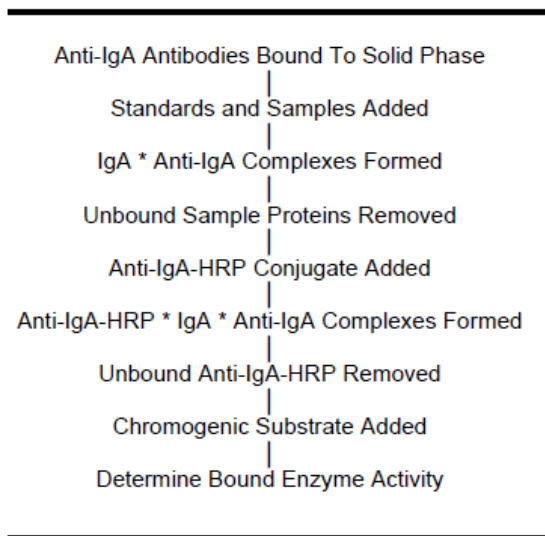 Anti-IgA Antibodies Bound To Solid Phase
Standards and Samples Added
IgA * Anti-IgA Complexes Formed
Unbound Sample Proteins Removed
Anti-IgA-HRP Conjugate Added
Anti-IgA-HRP * IgA * Anti-IgA Complexes Formed
Unbound Anti-IgA-HRP Removed
Chromogenic Substrate Added
Determine Bound Enzyme Activity